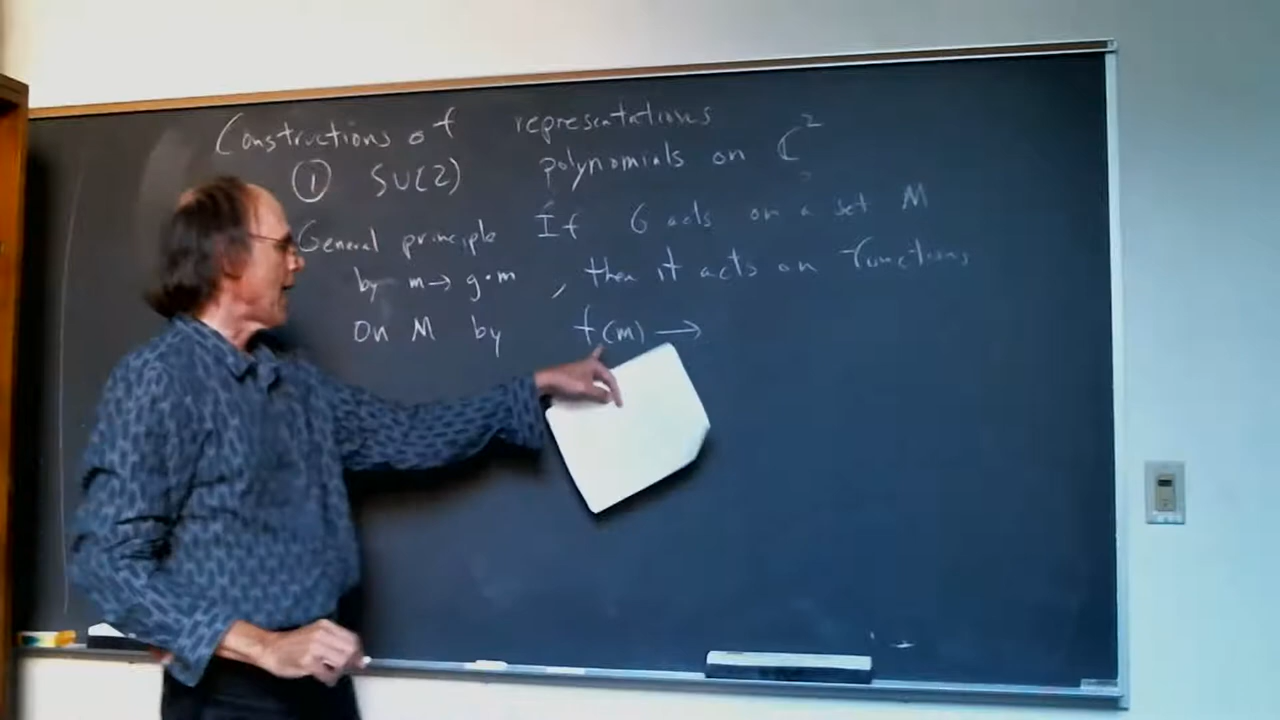 Constructions of representations
① SU(2) polynomials on ℂ²
General principle If G acts on a set M
by m → g·m , then it acts on functions
on M by f(m) →